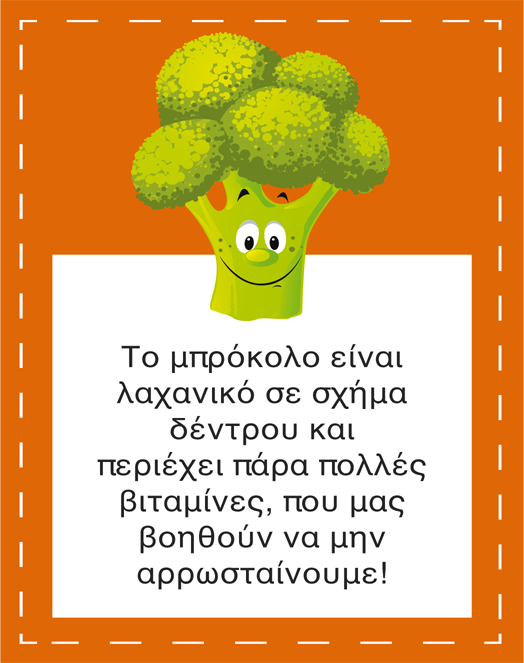 Το μπρόκολο είναι
λαχανικό σε σχήμα
δέντρου και
περιέχει πάρα πολλές
βιταμίνες, που μας
βοηθούν να μην
αρρωσταίνουμε!